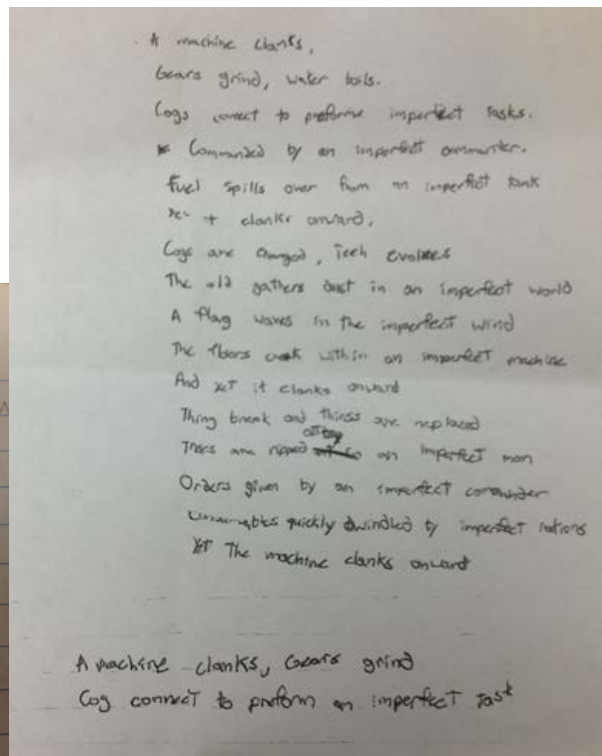 A machine clanks,
Gears grind, water boils.
Cogs connect to preforme imperfect tasks.
Commanded by an imperfect commander.
Fuel spills over from an imperfect tank
clanks onward,
Cogs are changed, Tech evolves
The old gathers dust in an imperfect world
A flag waves in the imperfect wind
The floors creak within an imperfect machine
And yeT it clanks onward
Thing break and things are replaced
Trees are ripped an imperfect man
Orders given by an imperfect commander
quickly dwindled by imperfect nations
YeT The machine clanks onward
A machine clanks, Gears grind
Cog connecT to preform an imperfect Task